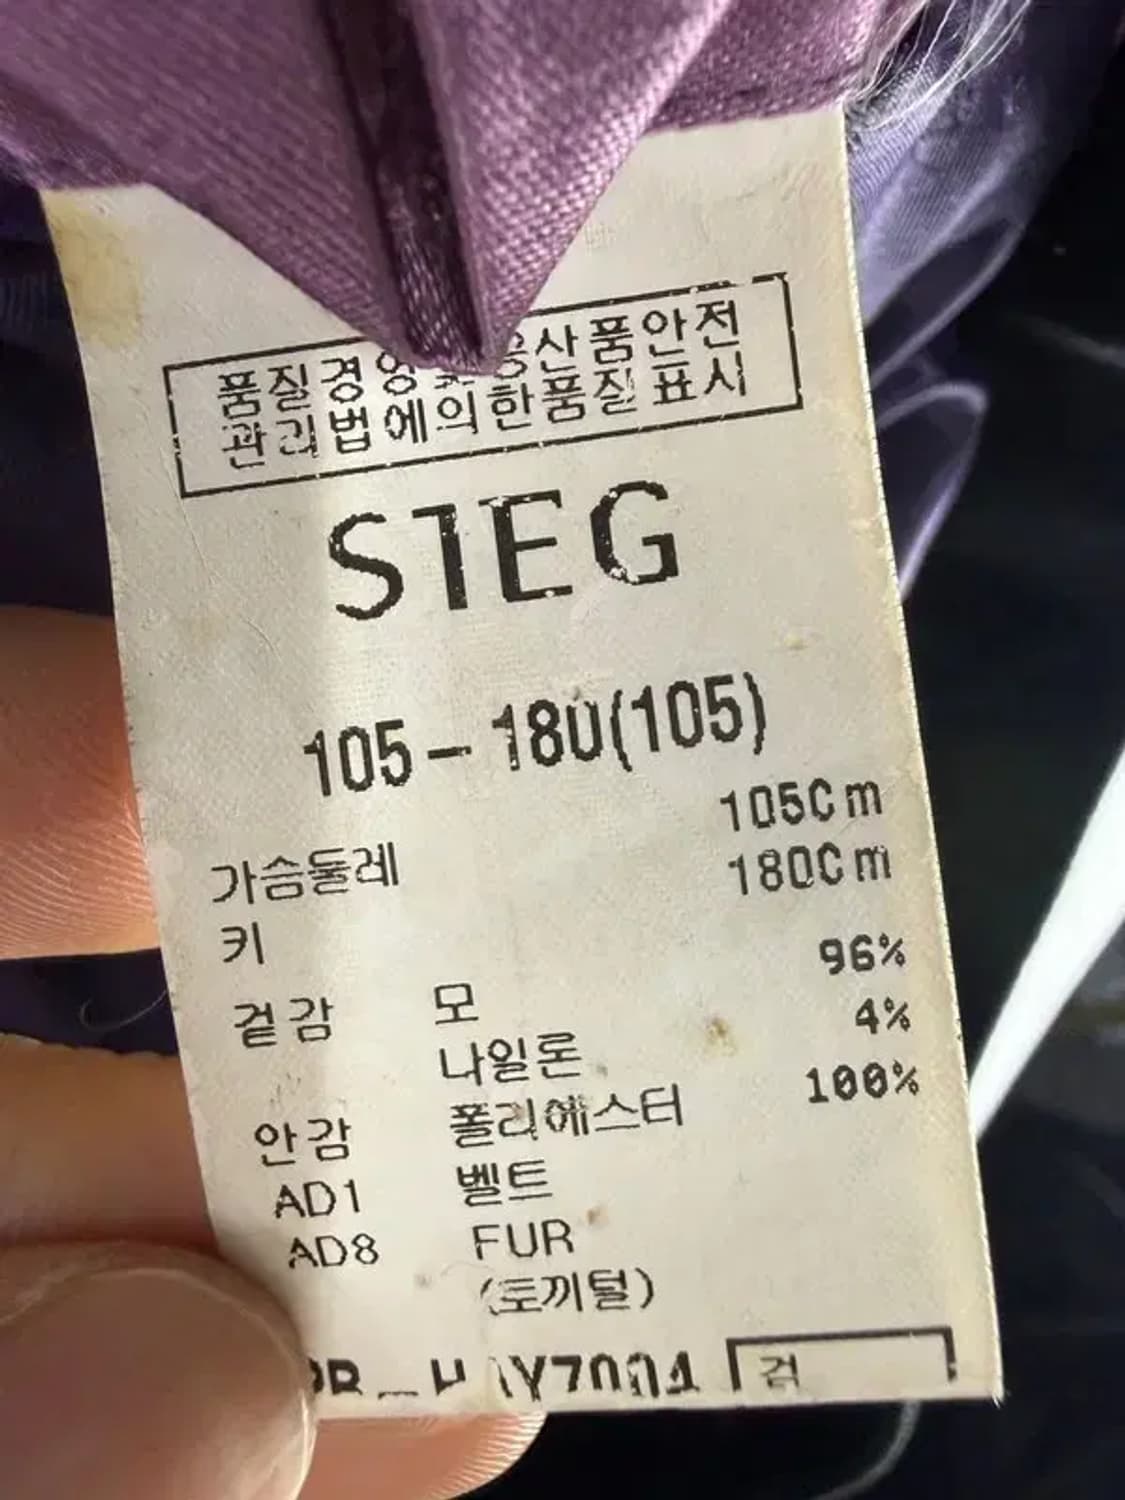 품질경영 공산품안전
관리법에의한품질표시
STEG
105-180(105)
가슴둘레 105Cm
키 180Cm
겉감 모 96%
나일론 4%
안감 폴리에스터 100%
AD1 벨트
AD8 FUR
(토끼털)
검